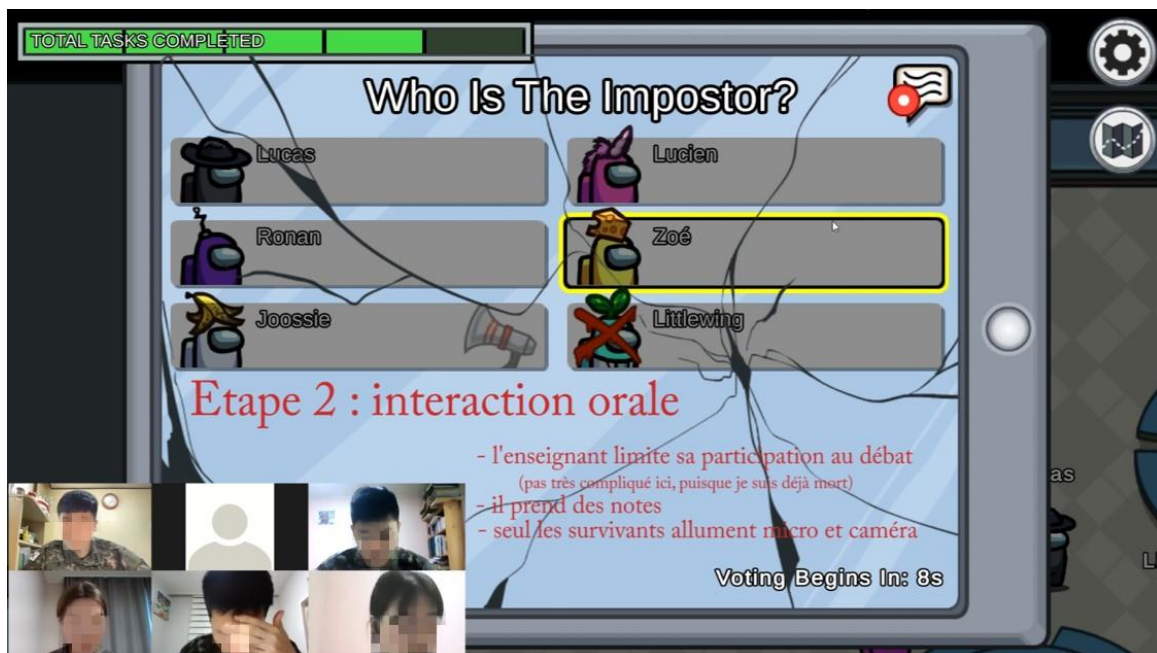 TOTAL TASKS COMPLETED
Who Is The Impostor?
Lucas
Lucien
Ronan
Zoé
Joossie
Littlewing
Etape 2 : interaction orale
- l'enseignant limite sa participation au débat
(pas très compliqué ici, puisque je suis déjà mort)
- il prend des notes
- seul les survivants allument micro et caméra
as
L
Voting Begins In: 8s